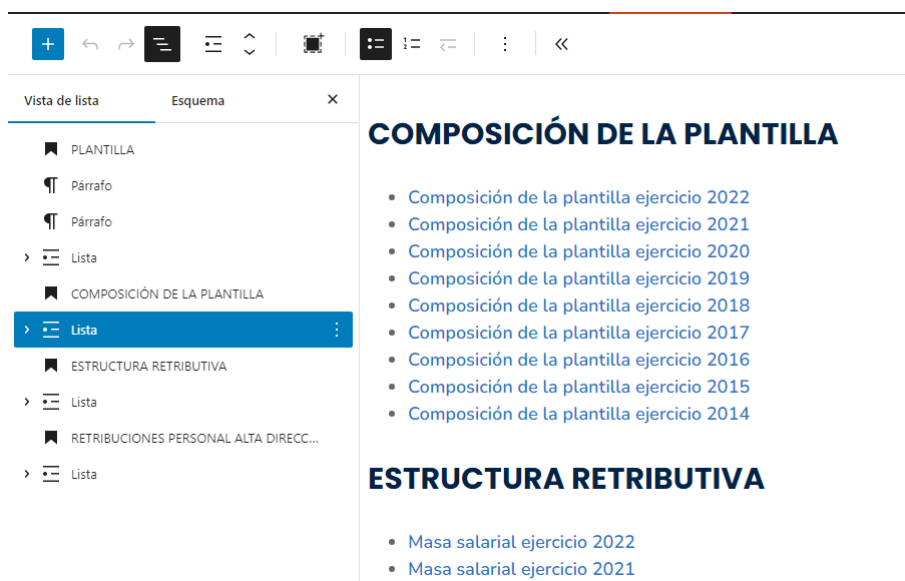 Vista de lista
Esquema
PLANTILLA
Párrafo
Párrafo
Lista
COMPOSICIÓN DE LA PLANTILLA
Lista
ESTRUCTURA RETRIBUTIVA
Lista
RETRIBUCIONES PERSONAL ALTA DIRECC...
Lista
COMPOSICIÓN DE LA PLANTILLA
Composición de la plantilla ejercicio 2022
Composición de la plantilla ejercicio 2021
Composición de la plantilla ejercicio 2020
Composición de la plantilla ejercicio 2019
Composición de la plantilla ejercicio 2018
Composición de la plantilla ejercicio 2017
Composición de la plantilla ejercicio 2016
Composición de la plantilla ejercicio 2015
Composición de la plantilla ejercicio 2014
ESTRUCTURA RETRIBUTIVA
Masa salarial ejercicio 2022
Masa salarial ejercicio 2021